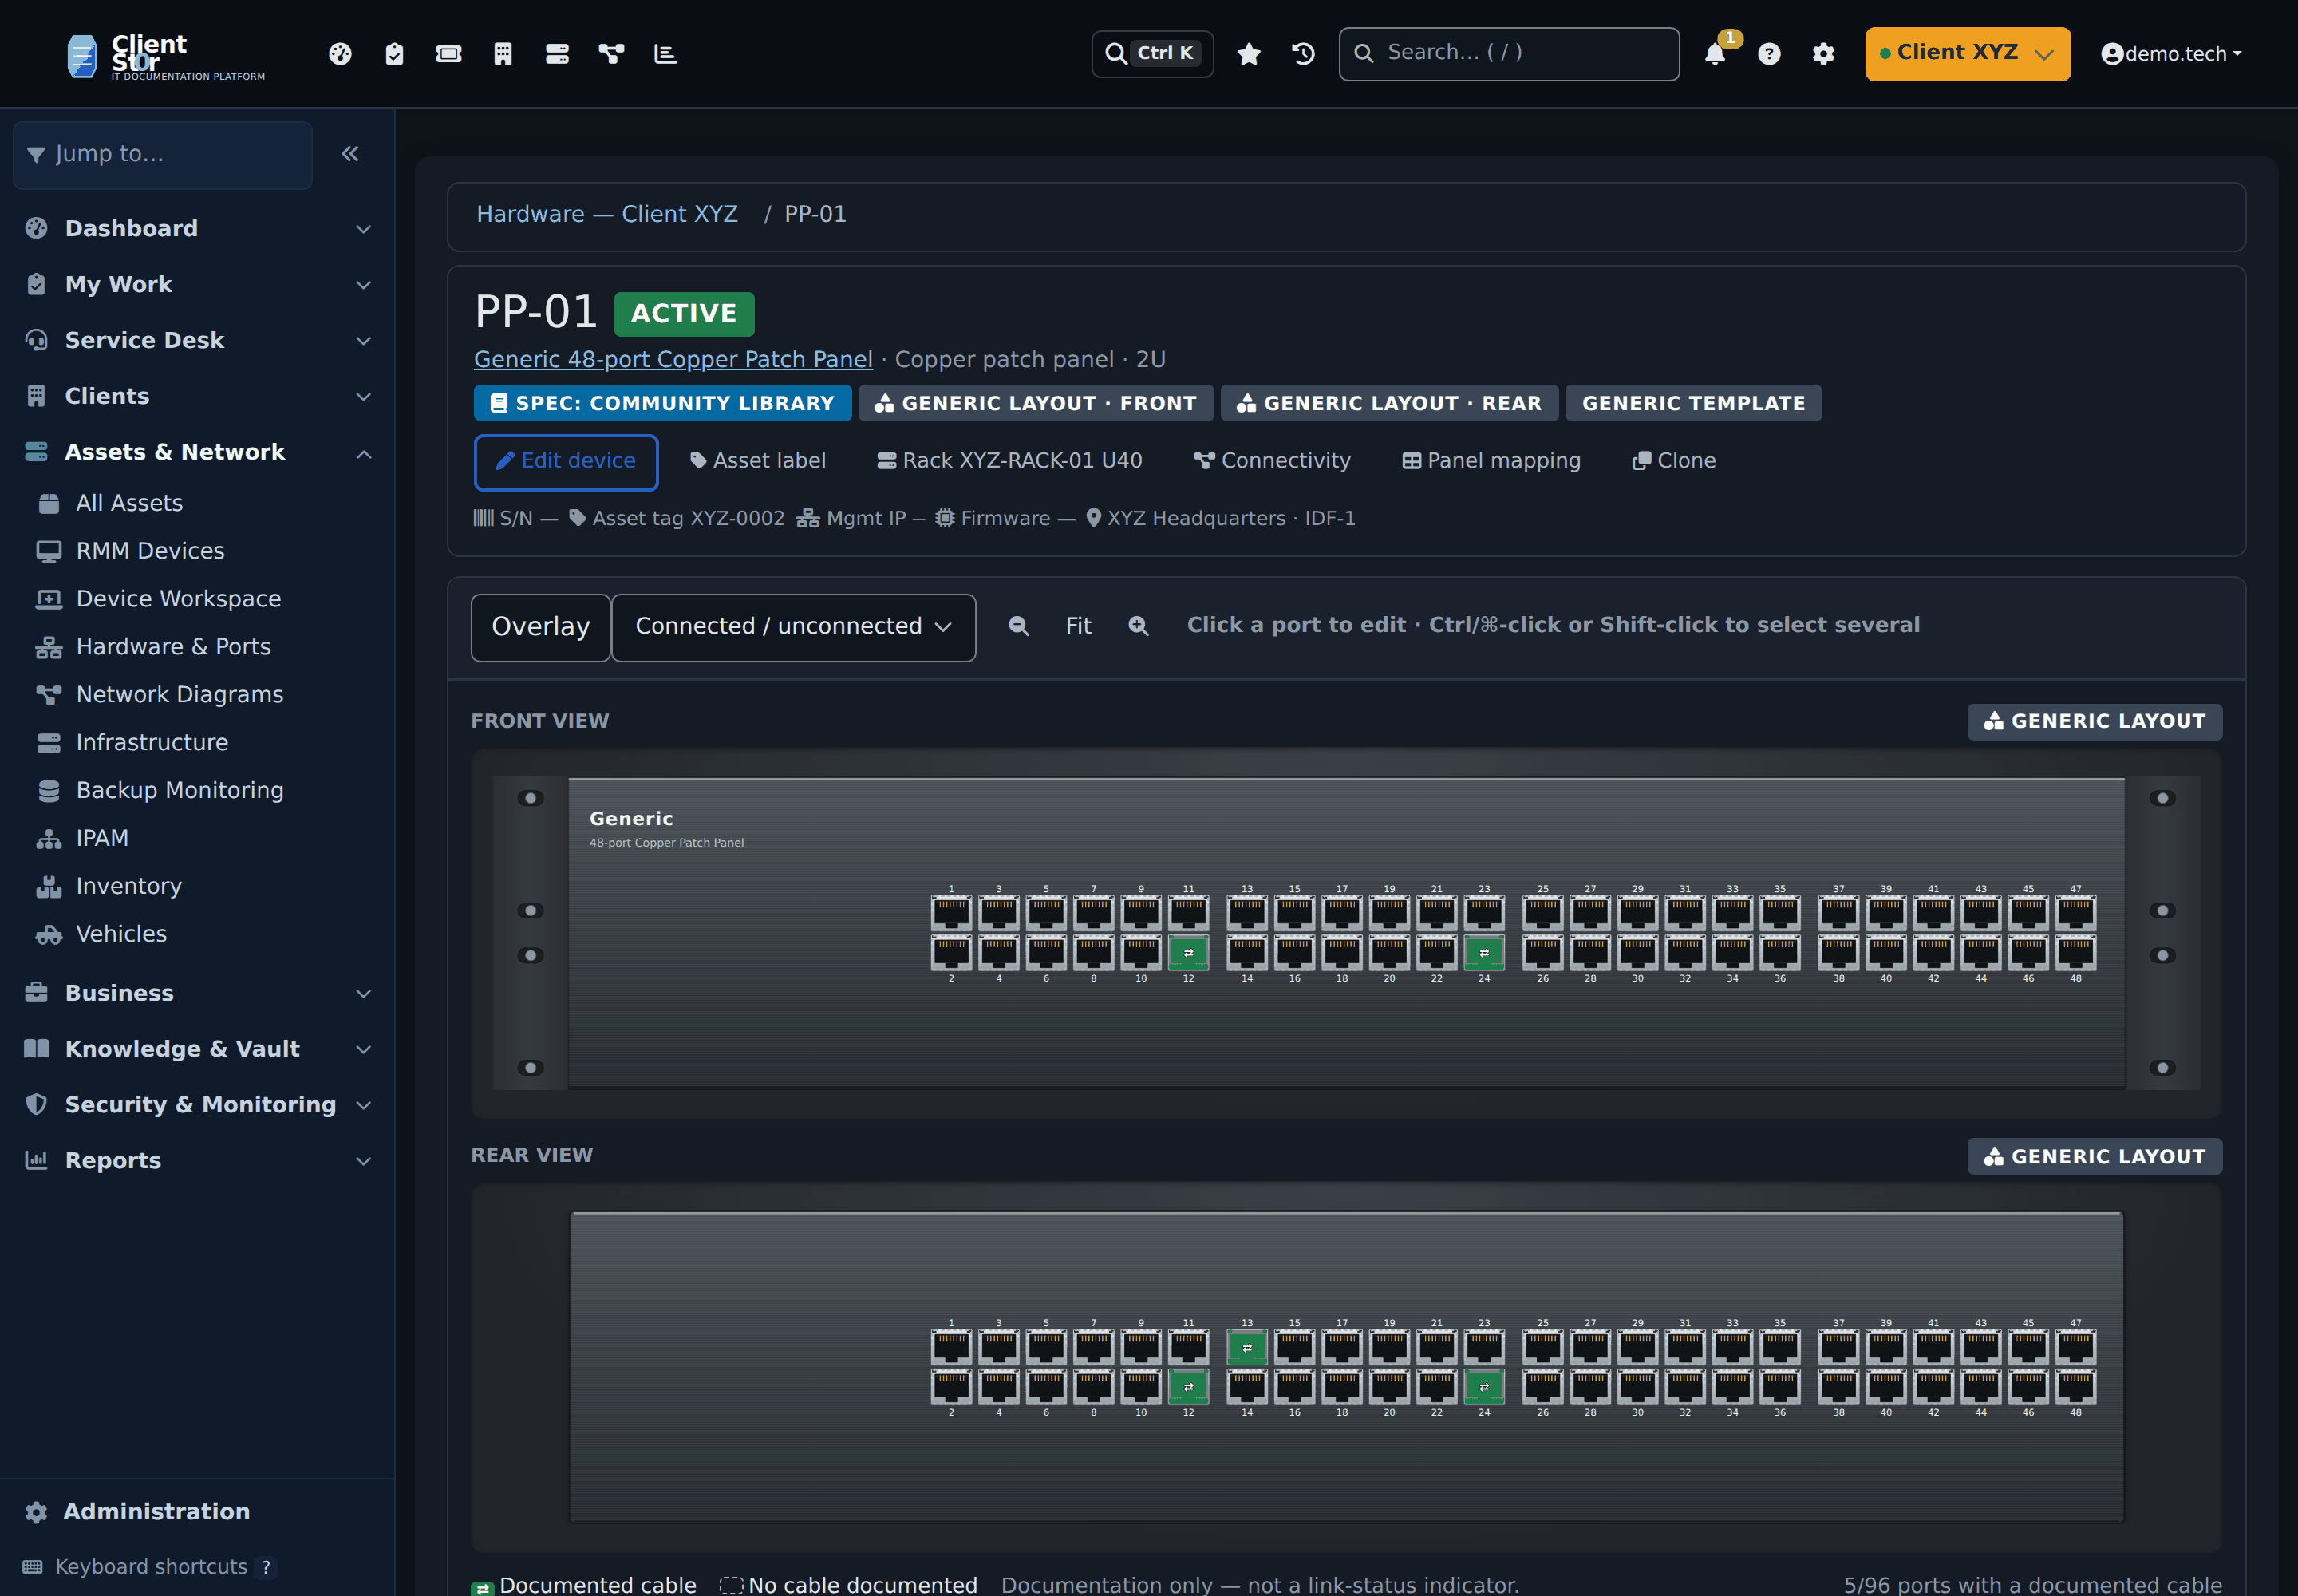 Client
St0r
IT DOCUMENTATION PLATFORM
Ctrl K
Search... ( / )
1
Client XYZ
demo.tech
Jump to...
Dashboard
My Work
Service Desk
Clients
Assets & Network
All Assets
RMM Devices
Device Workspace
Hardware & Ports
Network Diagrams
Infrastructure
Backup Monitoring
IPAM
Inventory
Vehicles
Business
Knowledge & Vault
Security & Monitoring
Reports
Administration
Keyboard shortcuts ?
Hardware — Client XYZ / PP-01
PP-01 ACTIVE
Generic 48-port Copper Patch Panel · Copper patch panel · 2U
SPEC: COMMUNITY LIBRARY GENERIC LAYOUT · FRONT GENERIC LAYOUT · REAR GENERIC TEMPLATE
Edit device Asset label Rack XYZ-RACK-01 U40 Connectivity Panel mapping Clone
S/N — Asset tag XYZ-0002 Mgmt IP — Firmware — XYZ Headquarters · IDF-1
Overlay Connected / unconnected Fit Click a port to edit · Ctrl/⌘-click or Shift-click to select several
FRONT VIEW GENERIC LAYOUT
Generic
48-port Copper Patch Panel
1 3 5 7 9 11 13 15 17 19 21 23 25 27 29 31 33 35 37 39 41 43 45 47
2 4 6 8 10 12 14 16 18 20 22 24 26 28 30 32 34 36 38 40 42 44 46 48
REAR VIEW GENERIC LAYOUT
1 3 5 7 9 11 13 15 17 19 21 23 25 27 29 31 33 35 37 39 41 43 45 47
2 4 6 8 10 12 14 16 18 20 22 24 26 28 30 32 34 36 38 40 42 44 46 48
Documented cable No cable documented Documentation only — not a link-status indicator. 5/96 ports with a documented cable